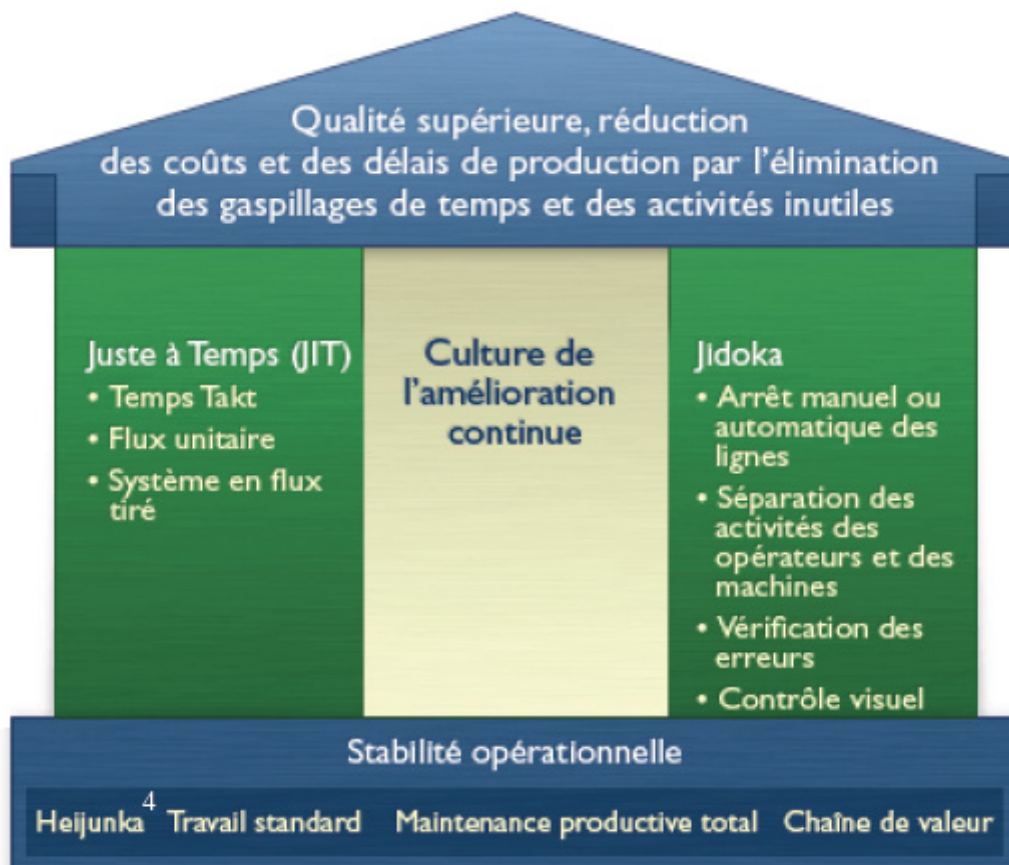 Qualité supérieure, réduction
des coûts et des délais de production par l'élimination
des gaspillages de temps et des activités inutiles
Juste à Temps (JIT)
• Temps Takt
• Flux unitaire
• Système en flux
tiré
Culture de
l'amélioration
continue
Jidoka
• Arrêt manuel ou
automatique des
lignes
• Séparation des
activités des
opérateurs et des
machines
• Vérification des
erreurs
• Contrôle visuel
Stabilité opérationnelle
Heijunka⁴ Travail standard Maintenance productive total Chaîne de valeur